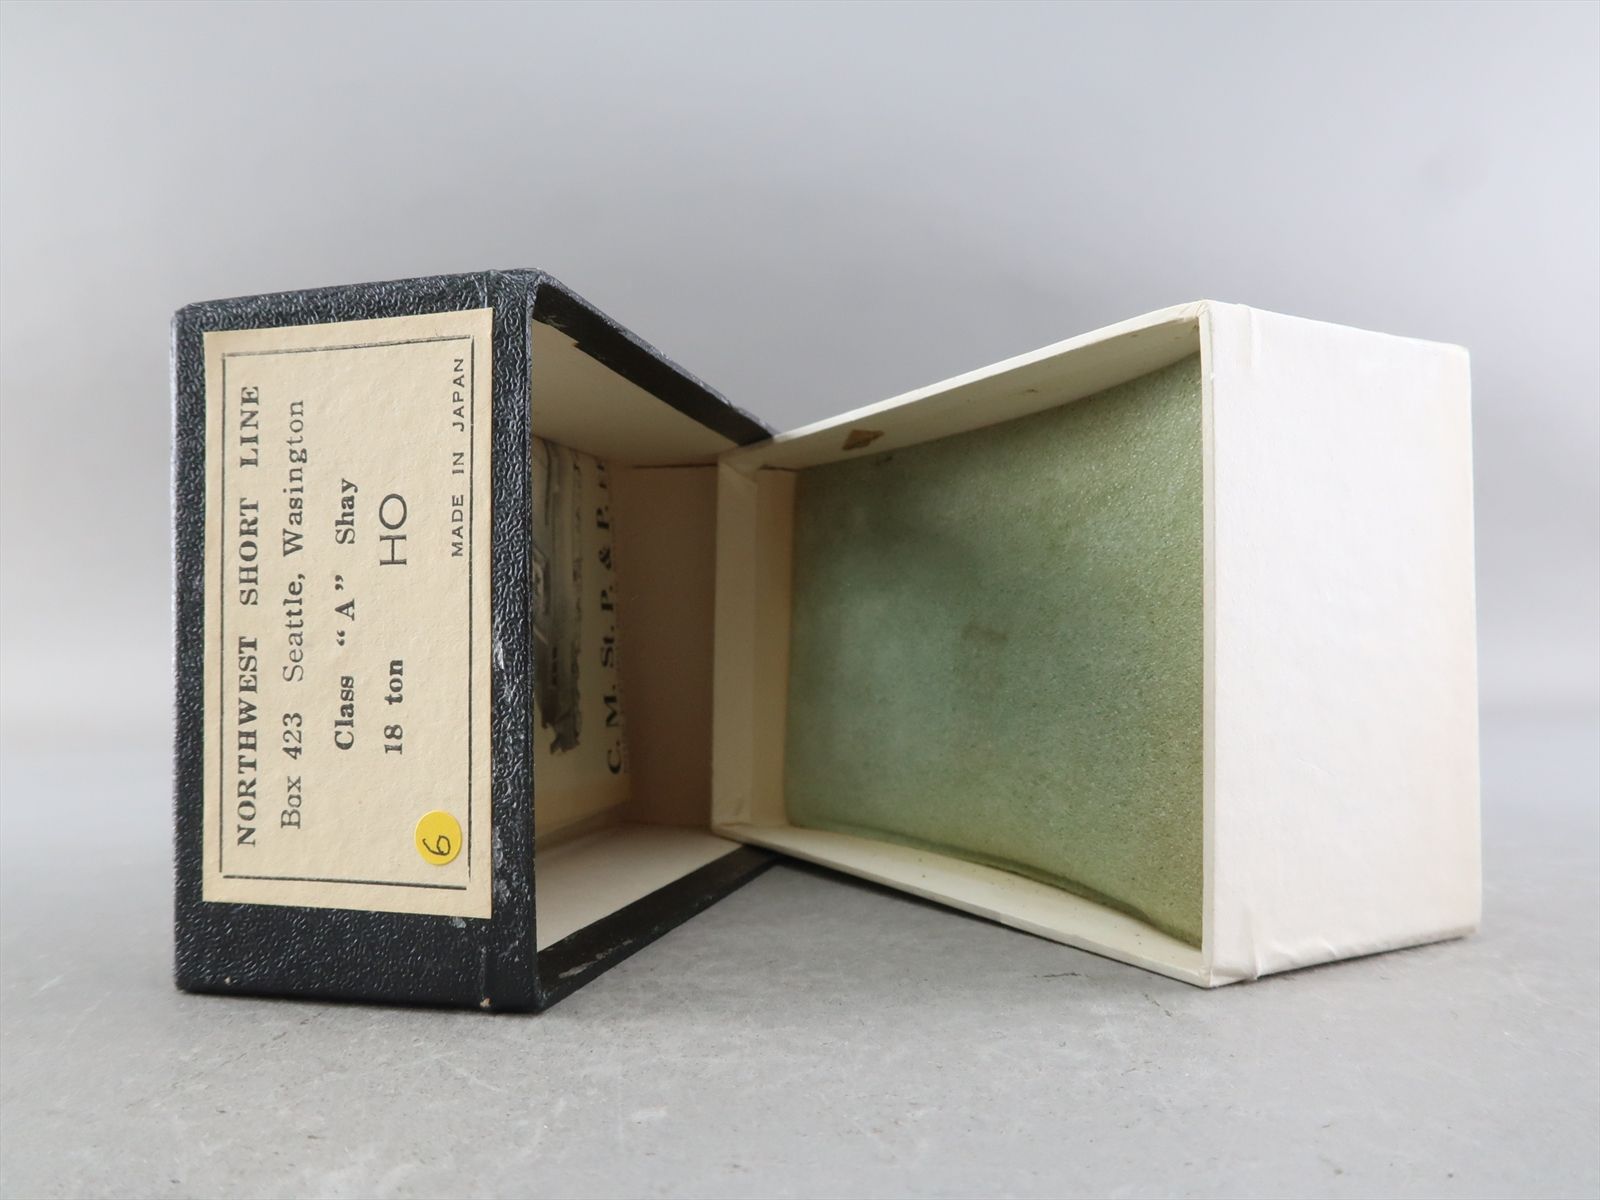 NORTHWEST SHORT LINE
Box 423 Seattle, Wasington
Class "A" Shay
18 ton HO
MADE IN JAPAN
6
C. M. St. P. & P.